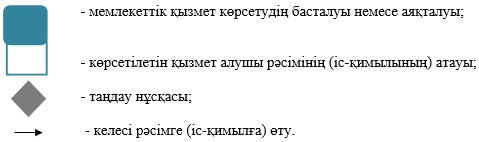 - мемлекеттік қызмет көрсетудің басталуы немесе аяқталуы;
- көрсетілетін қызмет алушы рәсімінің (іс-қимылының) атауы;
- таңдау нұсқасы;
- келесі рәсімге (іс-қимылға) өту.